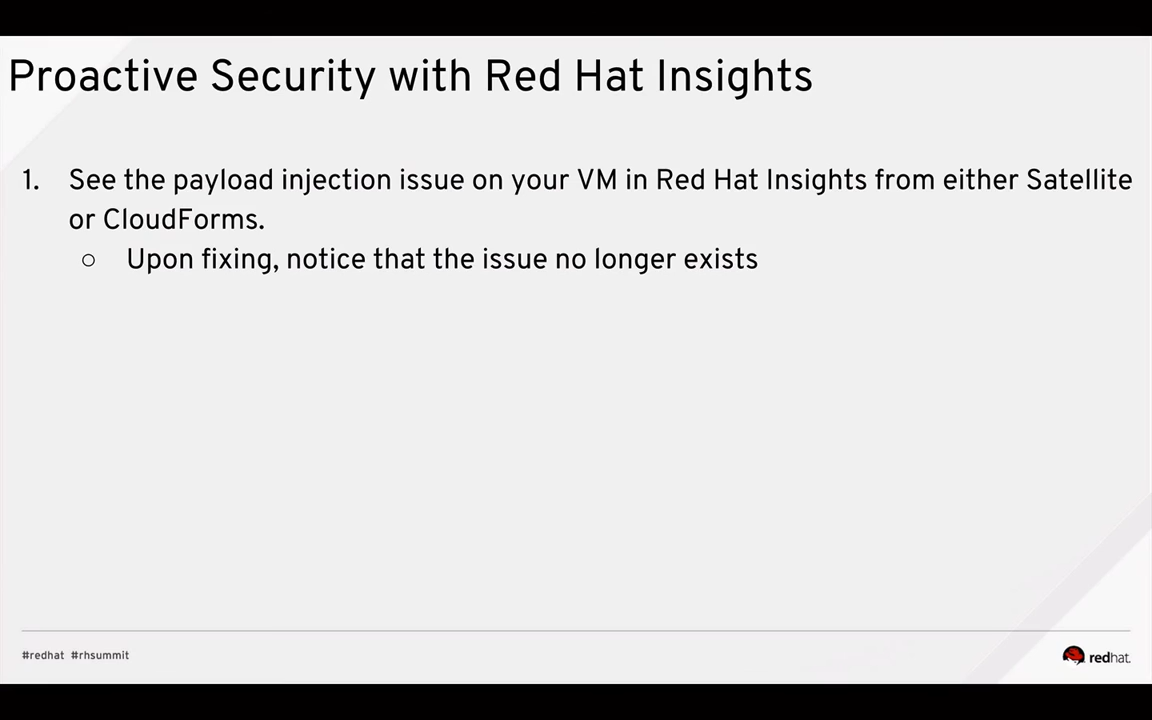 Proactive Security with Red Hat Insights
1. See the payload injection issue on your VM in Red Hat Insights from either Satellite
or CloudForms.
○ Upon fixing, notice that the issue no longer exists
#redhat #rhsummit
redhat.